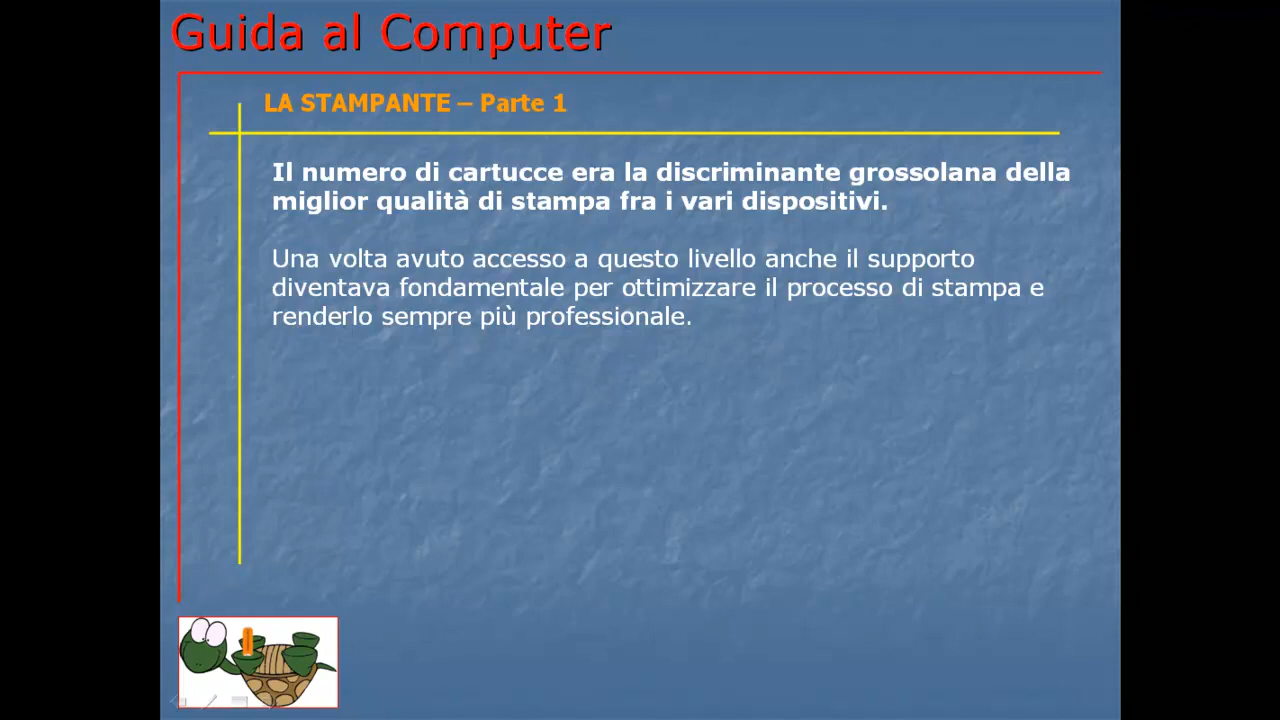 Guida al Computer
LA STAMPANTE – Parte 1
Il numero di cartucce era la discriminante grossolana della
miglior qualità di stampa fra i vari dispositivi.
Una volta avuto accesso a questo livello anche il supporto
diventava fondamentale per ottimizzare il processo di stampa e
renderlo sempre più professionale.